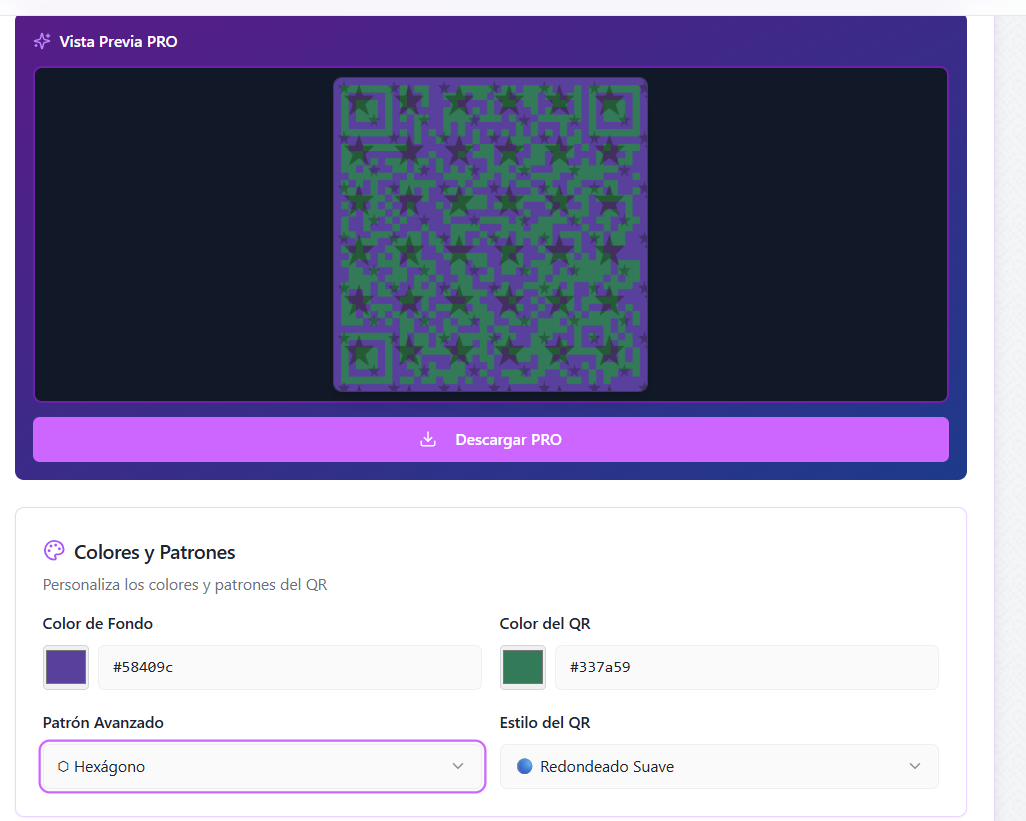 Vista Previa PRO
Descargar PRO
Colores y Patrones
Personaliza los colores y patrones del QR
Color de Fondo
Color del QR
#58409c
#337a59
Patrón Avanzado
Estilo del QR
Hexágono
Redondeado Suave